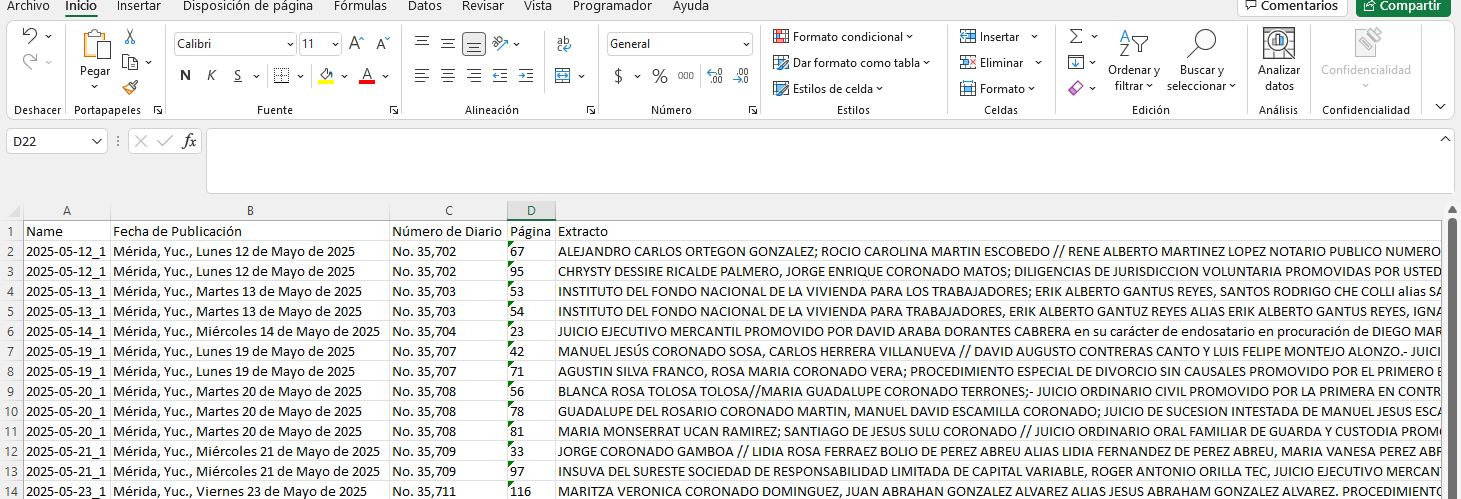 Archivo Inicio Insertar Disposición de página Fórmulas Datos Revisar Vista Programador Ayuda Comentarios Compartir
Calibri 11 General Formato condicional Insertar
Pegar Dar formato como tabla Eliminar Ordenar y filtrar Buscar y seleccionar Analizar datos Confidencialidad
N K S $ % 000 Estilos de celda Formato
Deshacer Portapapeles Fuente Alineación Número Estilos Celdas Edición Análisis Confidencialidad
D22 fx
A B C D
1 Name Fecha de Publicación Número de Diario Página Extracto
2 2025-05-12_1 Mérida, Yuc., Lunes 12 de Mayo de 2025 No. 35,702 67 ALEJANDRO CARLOS ORTEGON GONZALEZ; ROCIO CAROLINA MARTIN ESCOBEDO // RENE ALBERTO MARTINEZ LOPEZ NOTARIO PUBLICO NUMERO
3 2025-05-12_1 Mérida, Yuc., Lunes 12 de Mayo de 2025 No. 35,702 95 CHRYSTY DESSIRE RICALDE PALMERO, JORGE ENRIQUE CORONADO MATOS; DILIGENCIAS DE JURISDICCION VOLUNTARIA PROMOVIDAS POR USTED
4 2025-05-13_1 Mérida, Yuc., Martes 13 de Mayo de 2025 No. 35,703 53 INSTITUTO DEL FONDO NACIONAL DE LA VIVIENDA PARA LOS TRABAJADORES; ERIK ALBERTO GANTUS REYES, SANTOS RODRIGO CHE COLLI alias SA
5 2025-05-13_1 Mérida, Yuc., Martes 13 de Mayo de 2025 No. 35,703 54 INSTITUTO DEL FONDO NACIONAL DE LA VIVIENDA PARA TRABAJADORES, ERIK ALBERTO GANTUZ REYES ALIAS ERIK ALBERTO GANTUS REYES, IGNA
6 2025-05-14_1 Mérida, Yuc., Miércoles 14 de Mayo de 2025 No. 35,704 23 JUICIO EJECUTIVO MERCANTIL PROMOVIDO POR DAVID ARABA DORANTES CABRERA en su carácter de endosatario en procuración de DIEGO MAR
7 2025-05-19_1 Mérida, Yuc., Lunes 19 de Mayo de 2025 No. 35,707 42 MANUEL JESÚS CORONADO SOSA, CARLOS HERRERA VILLANUEVA // DAVID AUGUSTO CONTRERAS CANTO Y LUIS FELIPE MONTEJO ALONZO.- JUICI
8 2025-05-19_1 Mérida, Yuc., Lunes 19 de Mayo de 2025 No. 35,707 71 AGUSTIN SILVA FRANCO, ROSA MARIA CORONADO VERA; PROCEDIMIENTO ESPECIAL DE DIVORCIO SIN CAUSALES PROMOVIDO POR EL PRIMERO E
9 2025-05-20_1 Mérida, Yuc., Martes 20 de Mayo de 2025 No. 35,708 56 BLANCA ROSA TOLOSA TOLOSA//MARIA GUADALUPE CORONADO TERRONES;- JUICIO ORDINARIO CIVIL PROMOVIDO POR LA PRIMERA EN CONTR
10 2025-05-20_1 Mérida, Yuc., Martes 20 de Mayo de 2025 No. 35,708 78 GUADALUPE DEL ROSARIO CORONADO MARTIN, MANUEL DAVID ESCAMILLA CORONADO; JUICIO DE SUCESION INTESTADA DE MANUEL JESUS ESCA
11 2025-05-20_1 Mérida, Yuc., Martes 20 de Mayo de 2025 No. 35,708 81 MARIA MONSERRAT UCAN RAMIREZ; SANTIAGO DE JESUS SULU CORONADO // JUICIO ORDINARIO ORAL FAMILIAR DE GUARDA Y CUSTODIA PROM
12 2025-05-21_1 Mérida, Yuc., Miércoles 21 de Mayo de 2025 No. 35,709 33 JORGE CORONADO GAMBOA // LIDIA ROSA FERRAEZ BOLIO DE PEREZ ABREU ALIAS LIDIA FERNANDEZ DE PEREZ ABREU, MARIA VANESA PEREZ ABR
13 2025-05-21_1 Mérida, Yuc., Miércoles 21 de Mayo de 2025 No. 35,709 97 INSUVA DEL SURESTE SOCIEDAD DE RESPONSABILIDAD LIMITADA DE CAPITAL VARIABLE, ROGER ANTONIO ORILLA TEC, JUICIO EJECUTIVO MERCAN
14 2025-05-23_1 Mérida, Yuc., Viernes 23 de Mayo de 2025 No. 35,711 116 MARITZA VERONICA CORONADO DOMINGUEZ, JUAN ABRAHAN GONZALEZ ALVAREZ ALIAS JESUS ABRAHAM GONZALEZ ALVAREZ. PROCEDIMIENTO